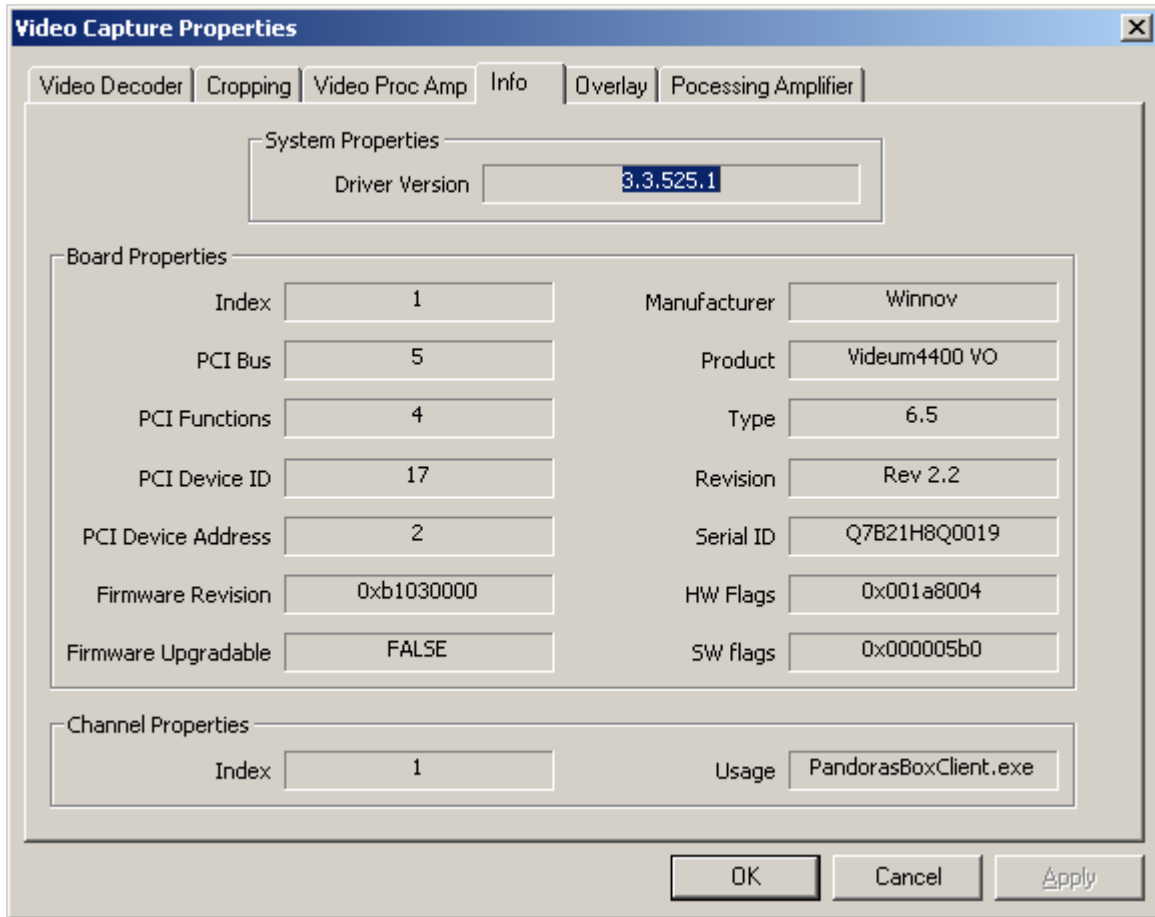 Video Capture Properties
Video Decoder Cropping Video Proc Amp Info Overlay Pocessing Amplifier
System Properties
Driver Version 3.3.525.1
Board Properties
Index 1 Manufacturer Winnov
PCI Bus 5 Product Videum4400 VO
PCI Functions 4 Type 6.5
PCI Device ID 17 Revision Rev 2.2
PCI Device Address 2 Serial ID Q7B21H8Q0019
Firmware Revision 0xb1030000 HW Flags 0x001a8004
Firmware Upgradable FALSE SW flags 0x000005b0
Channel Properties
Index 1 Usage PandorasBoxClient.exe
OK Cancel Apply